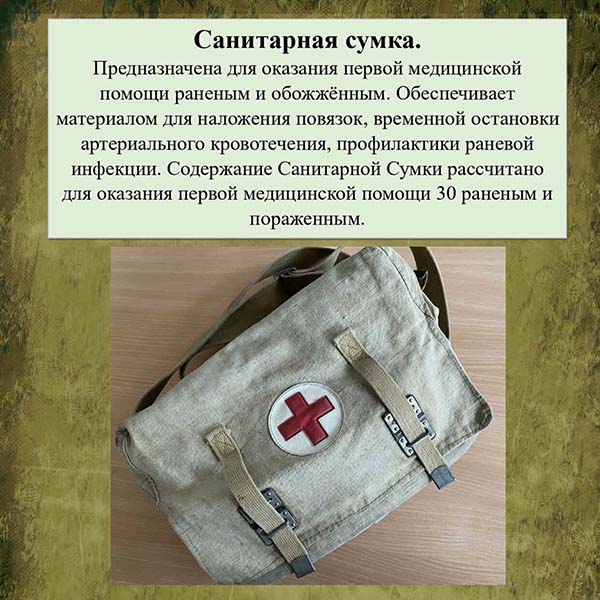 Санитарная сумка.
Предназначена для оказания первой медицинской
помощи раненым и обожжённым. Обеспечивает
материалом для наложения повязок, временной остановки
артериального кровотечения, профилактики раневой
инфекции. Содержание Санитарной Сумки рассчитано
для оказания первой медицинской помощи 30 раненым и
пораженным.